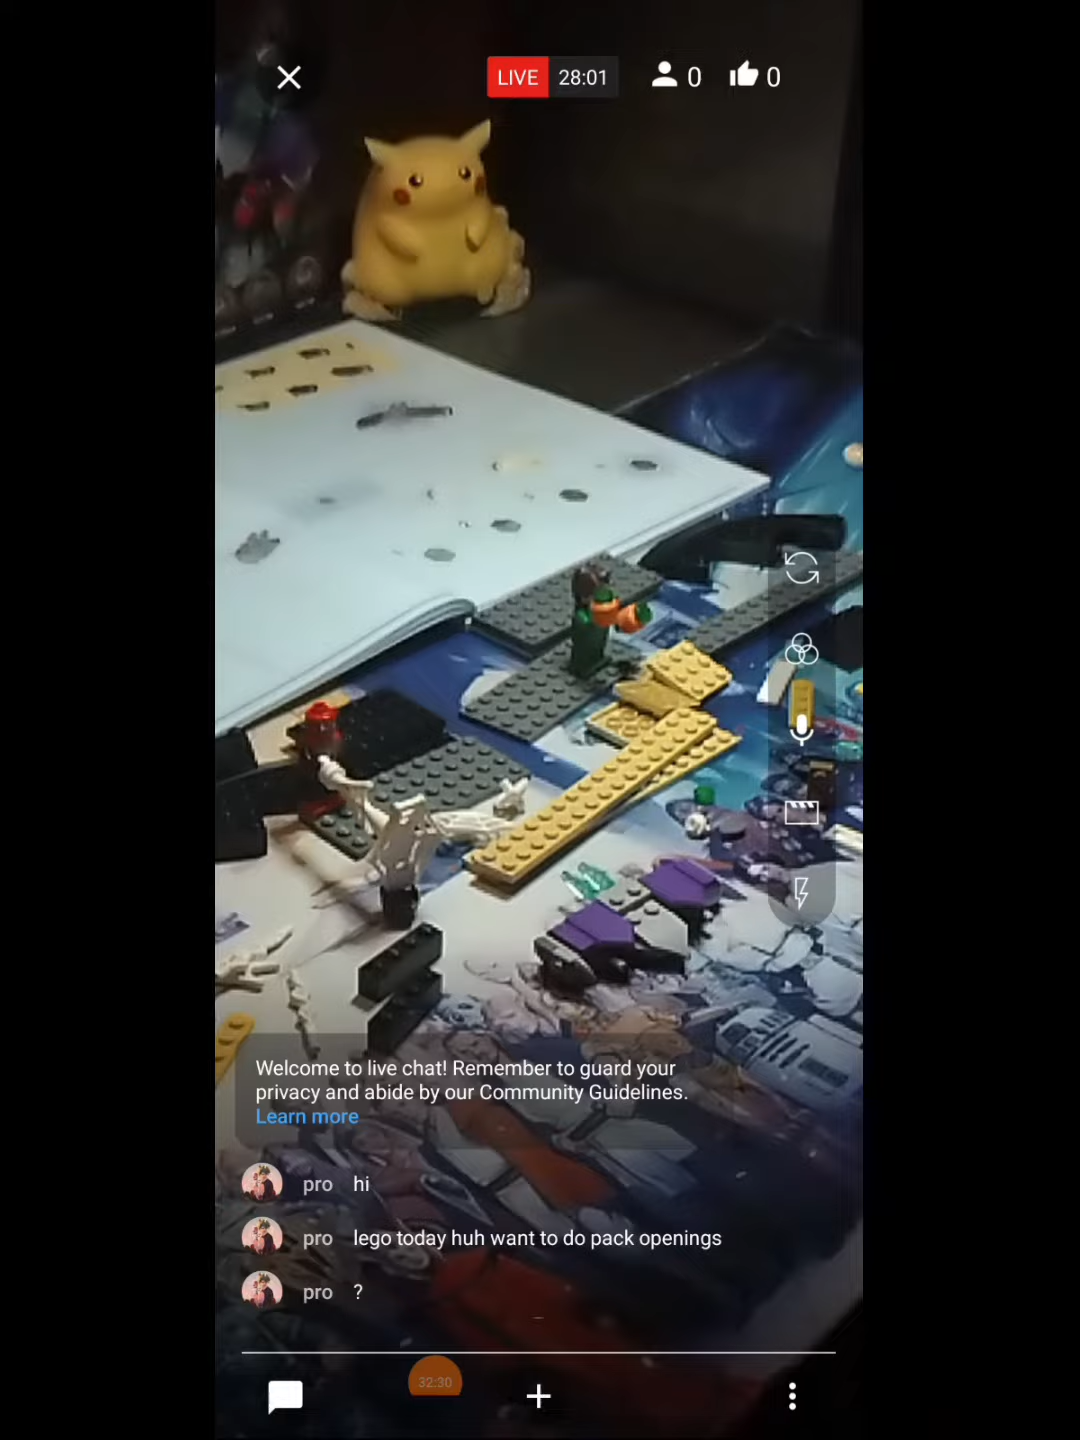 LIVE 28:01 0 0
Welcome to live chat! Remember to guard your
privacy and abide by our Community Guidelines.
Learn more
pro hi
pro lego today huh want to do pack openings
pro ?
32:30